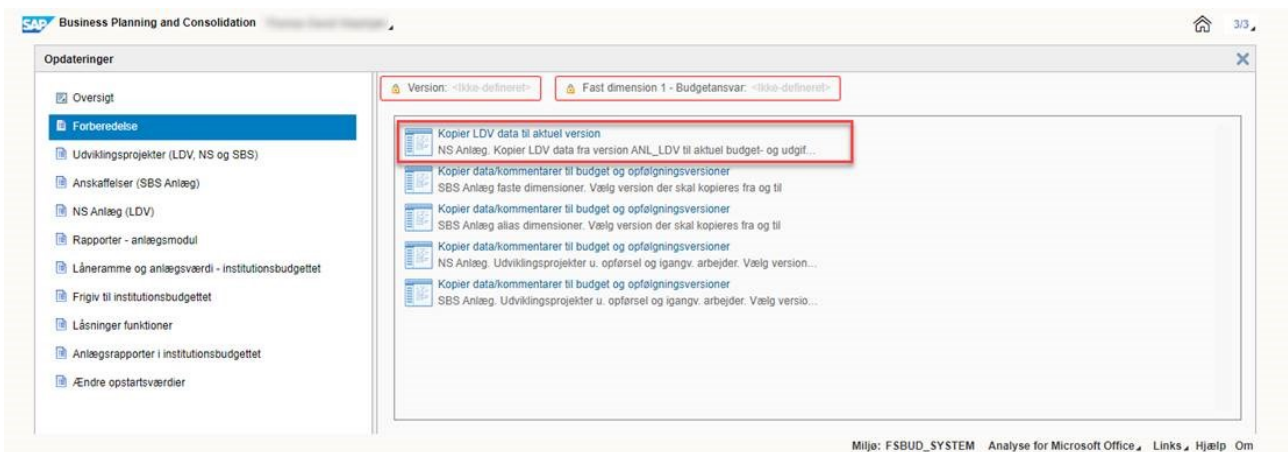 SAP Business Planning and Consolidation
3/3
Opdateringer
Oversigt
Forberedelse
Udviklingsprojekter (LDV, NS og SBS)
Anskaffelser (SBS Anlæg)
NS Anlæg (LDV)
Rapporter - anlægsmodul
Låneramme og anlægsværdi - institutionsbudgettet
Frigiv til institutionsbudgettet
Låsninger funktioner
Anlægsrapporter i institutionsbudgettet
Ændre opstartsværdier
Version: <Ikke-defineret>
Fast dimension 1 - Budgetansvar: <Ikke-defineret>
Kopier LDV data til aktuel version
NS Anlæg. Kopier LDV data fra version ANL_LDV til aktuel budget- og udgif...
Kopier data/kommentarer til budget og opfølgningsversioner
SBS Anlæg faste dimensioner. Vælg version der skal kopieres fra og til
Kopier data/kommentarer til budget og opfølgningsversioner
SBS Anlæg alias dimensioner. Vælg version der skal kopieres fra og til
Kopier data/kommentarer til budget og opfølgningsversioner
NS Anlæg. Udviklingsprojekter u. opførsel og igangv. arbejder. Vælg version...
Kopier data/kommentarer til budget og opfølgningsversioner
SBS Anlæg. Udviklingsprojekter u. opførsel og igangv. arbejder. Vælg versio...
Miljø: FSBUD_SYSTEM Analyse for Microsoft Office Links Hjælp Om